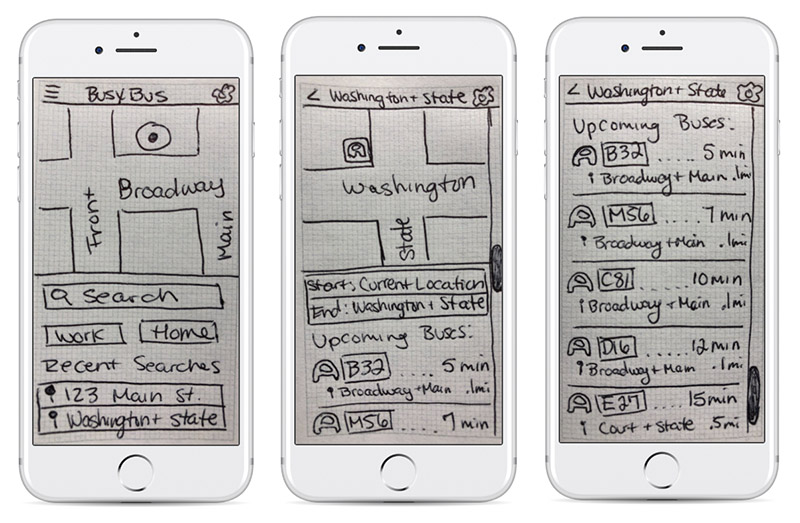 BusyBus
Front
Broadway
Main
Search
Work
Home
Recent Searches
123 Main St.
Washington + State
< Washington + State
Washington
State
Start: Current Location
End: Washington + State
Upcoming Buses:
B32 5 min
Broadway + Main .1mi
M56 7 min
< Washington + State
Upcoming Buses:
B32 ..... 5 min
Broadway + Main .1mi
M56 .... 7 min
Broadway + Main .1mi
C81 10 min
Broadway + Main .1mi
D16 ..... 12 min
Broadway + Main .1mi
E27 ..... 15 min
Court + State .5mi